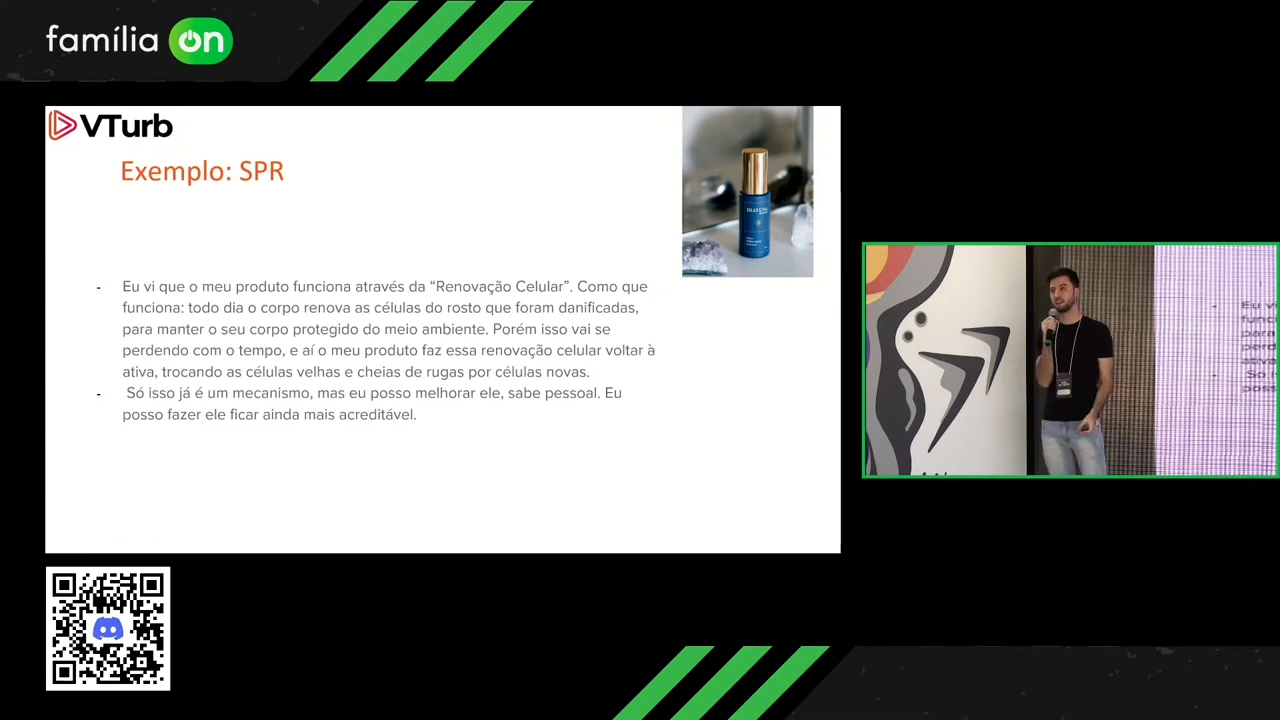 família on
VTurb
Exemplo: SPR
- Eu vi que o meu produto funciona através da “Renovação Celular”. Como que
funciona: todo dia o corpo renova as células do rosto que foram danificadas,
para manter o seu corpo protegido do meio ambiente. Porém isso vai se
perdendo com o tempo, e aí o meu produto faz essa renovação celular voltar à
ativa, trocando as células velhas e cheias de rugas por células novas.
- Só isso já é um mecanismo, mas eu posso melhorar ele, sabe pessoal. Eu
posso fazer ele ficar ainda mais acreditável.